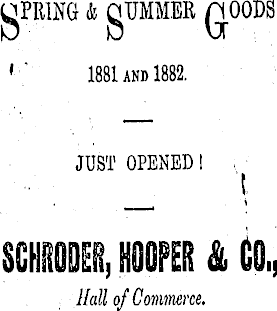 SPRING & SUMMER GOODS
1881 AND 1882.
JUST OPENED!
SCHRODER, HOOPER & CO.,
Hall of Commerce.